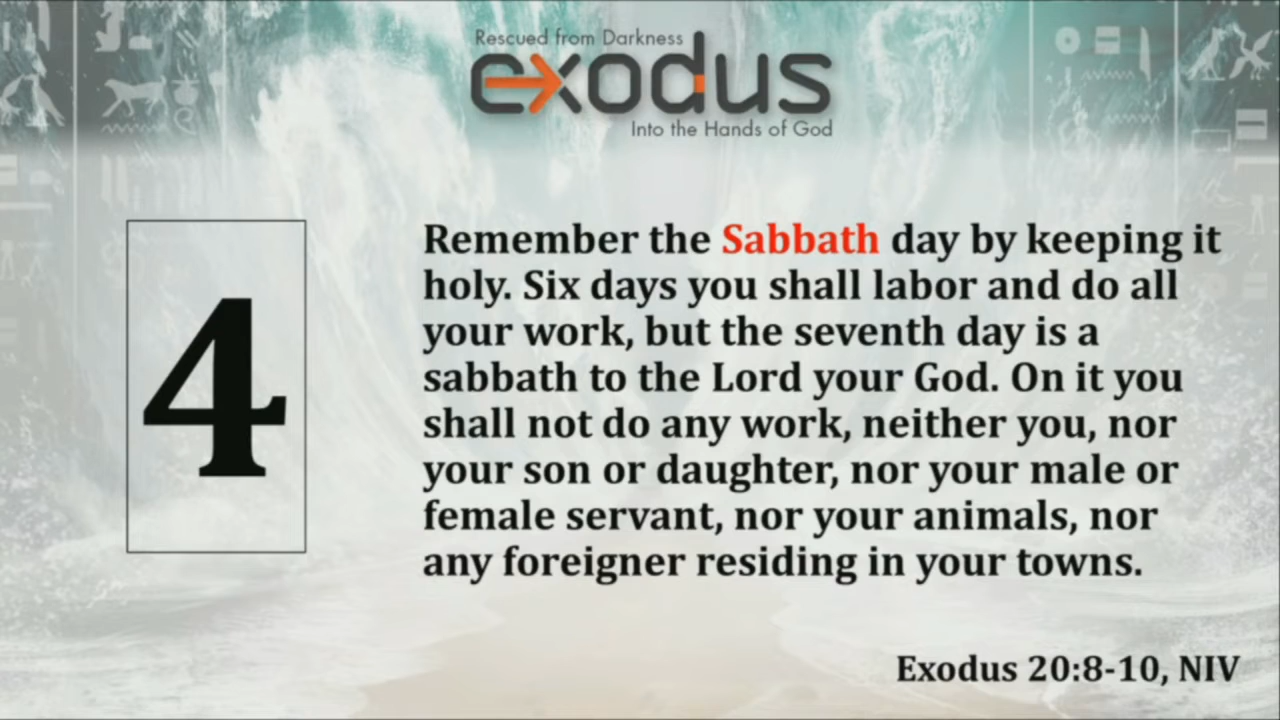 Rescued from Darkness
exodus
Into the Hands of God
4
Remember the Sabbath day by keeping it
holy. Six days you shall labor and do all
your work, but the seventh day is a
sabbath to the Lord your God. On it you
shall not do any work, neither you, nor
your son or daughter, nor your male or
female servant, nor your animals, nor
any foreigner residing in your towns.
Exodus 20:8-10, NIV